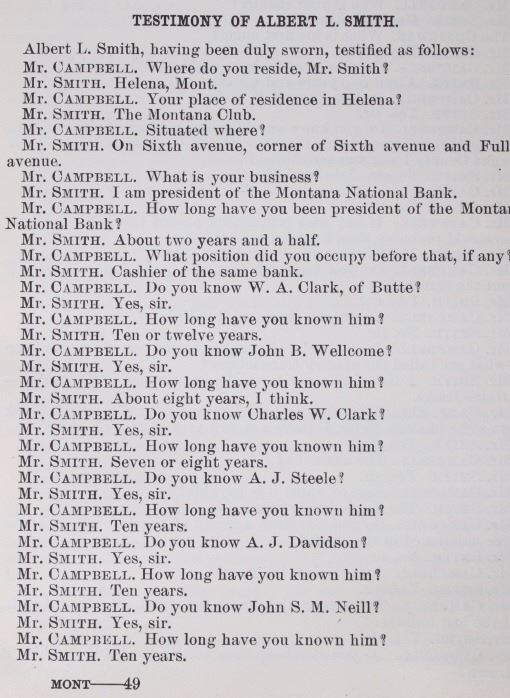 TESTIMONY OF ALBERT L. SMITH.
Albert L. Smith, having been duly sworn, testified as follows:
Mr. CAMPBELL. Where do you reside, Mr. Smith?
Mr. SMITH. Helena, Mont.
Mr. CAMPBELL. Your place of residence in Helena?
Mr. SMITH. The Montana Club.
Mr. CAMPBELL. Situated where?
Mr. SMITH. On Sixth avenue, corner of Sixth avenue and Full
avenue.
Mr. CAMPBELL. What is your business?
Mr. SMITH. I am president of the Montana National Bank.
Mr. CAMPBELL. How long have you been president of the Montan
National Bank?
Mr. SMITH. About two years and a half.
Mr. CAMPBELL. What position did you occupy before that, if any?
Mr. SMITH. Cashier of the same bank.
Mr. CAMPBELL. Do you know W. A. Clark, of Butte?
Mr. SMITH. Yes, sir.
Mr. CAMPBELL. How long have you known him?
Mr. SMITH. Ten or twelve years.
Mr. CAMPBELL. Do you know John B. Wellcome?
Mr. SMITH. Yes, sir.
Mr. CAMPBELL. How long have you known him?
Mr. SMITH. About eight years, I think.
Mr. CAMPBELL. Do you know Charles W. Clark?
Mr. SMITH. Yes, sir.
Mr. CAMPBELL. How long have you known him?
Mr. SMITH. Seven or eight years.
Mr. CAMPBELL. Do you know A. J. Steele?
Mr. SMITH. Yes, sir.
Mr. CAMPBELL. How long have you known him?
Mr. SMITH. Ten years.
Mr. CAMPBELL. Do you know A. J. Davidson?
Mr. SMITH. Yes, sir.
Mr. CAMPBELL. How long have you known him?
Mr. SMITH. Ten years.
Mr. CAMPBELL. Do you know John S. M. Neill?
Mr. SMITH. Yes, sir.
Mr. CAMPBELL. How long have you known him?
Mr. SMITH. Ten years.
MONT——49